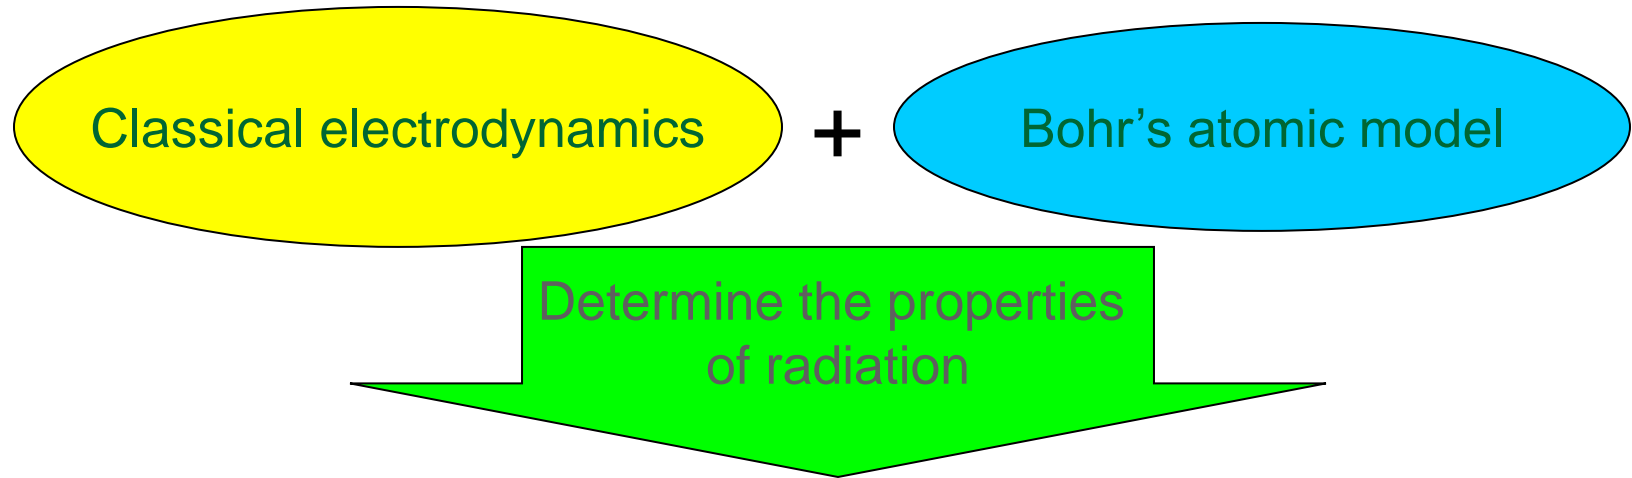 Classical electrodynamics + Bohr’s atomic model
Determine the properties
of radiation